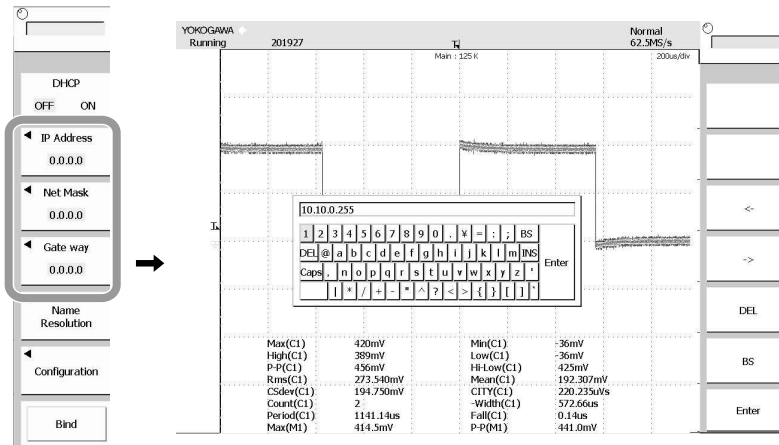 DHCP
OFF ON
IP Address
0.0.0.0
Net Mask
0.0.0.0
Gate way
0.0.0.0
Name
Resolution
Configuration
Bind
YOKOGAWA
Normal
Running 201927 T 62.5MS/s
Main : 125 K 200us/div
10.10.0.255
1 2 3 4 5 6 7 8 9 0 . ¥ = : ; BS
DEL @ a b c d e f g h i j k l m INS
Enter
Caps , n o p q r s t u v w x y z '
| * / + - " ^ ? < > { } [ ] `
T
Max(C1) 420mV Min(C1) -36mV
High(C1) 389mV Low(C1) -36mV
P-P(C1) 456mV Hi-Low(C1) 425mV
Rms(C1) 273.540mV Mean(C1) 192.307mV
CSdev(C1) 194.750mV CITY(C1) 220.235uVs
Count(C1) 2 -Width(C1) 572.66us
Period(C1) 1141.14us Fall(C1) 0.14us
Max(M1) 414.5mV P-P(M1) 441.0mV
<-
->
DEL
BS
Enter